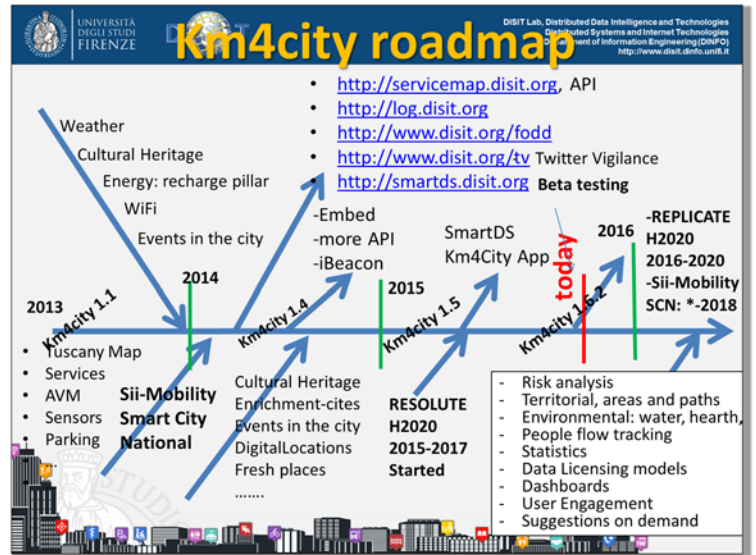 UNIVERSITÀ
DEGLI STUDI
FIRENZE
DISIT Lab, Distributed Data Intelligence and Technologies
Distributed Systems and Internet Technologies
Department of Information Engineering (DINFO)
http://www.disit.dinfo.unifi.it
Km4city roadmap
• http://servicemap.disit.org, API
• http://log.disit.org
• http://www.disit.org/fodd
• http://www.disit.org/tv Twitter Vigilance
• http://smartds.disit.org Beta testing
Weather
Cultural Heritage
Energy: recharge pillar
WiFi
Events in the city
-Embed
-more API
-iBeacon
SmartDS
Km4City App
today
2016
-REPLICATE
H2020
2016-2020
-Sii-Mobility
SCN: *-2018
2013
2014
2015
Km4city 1.1
Km4city 1.4
Km4city 1.5
Km4city 1.6.2
• Tuscany Map
• Services
• AVM
• Sensors
• Parking
• ...
Sii-Mobility
Smart City
National
Cultural Heritage
Enrichment-cites
Events in the city
DigitalLocations
Fresh places
.......
RESOLUTE
H2020
2015-2017
Started
- Risk analysis
- Territorial, areas and paths
- Environmental: water, hearth,
- People flow tracking
- Statistics
- Data Licensing models
- Dashboards
- User Engagement
- Suggestions on demand